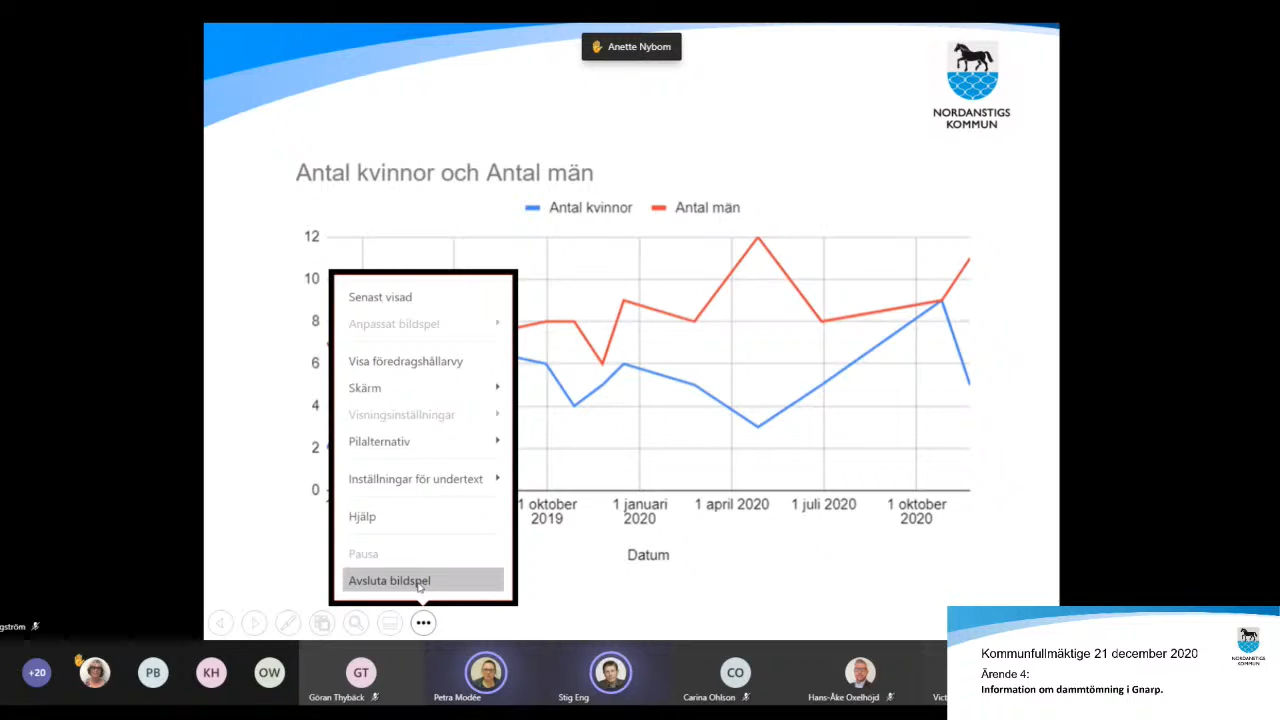 Anette Nybom
NORDANSTIGS
KOMMUN
Antal kvinnor och Antal män
Antal kvinnor
Antal män
12
10
8
6
4
2
0
1 oktober
2019
1 januari
2020
1 april 2020
1 juli 2020
1 oktober
2020
Datum
Senast visad
Anpassat bildspel
Visa föredragshållarvy
Skärm
Visningsinställningar
Pilalternativ
Inställningar för undertext
Hjälp
Pausa
Avsluta bildspel
gström
+20
PB
KH
OW
GT
Göran Thybäck
Petra Modée
Stig Eng
CO
Carina Ohlson
Hans-Åke Oxelhöjd
Vict
NORDANSTIGS
KOMMUN
Kommunfullmäktige 21 december 2020
Ärende 4:
Information om dammtömning i Gnarp.